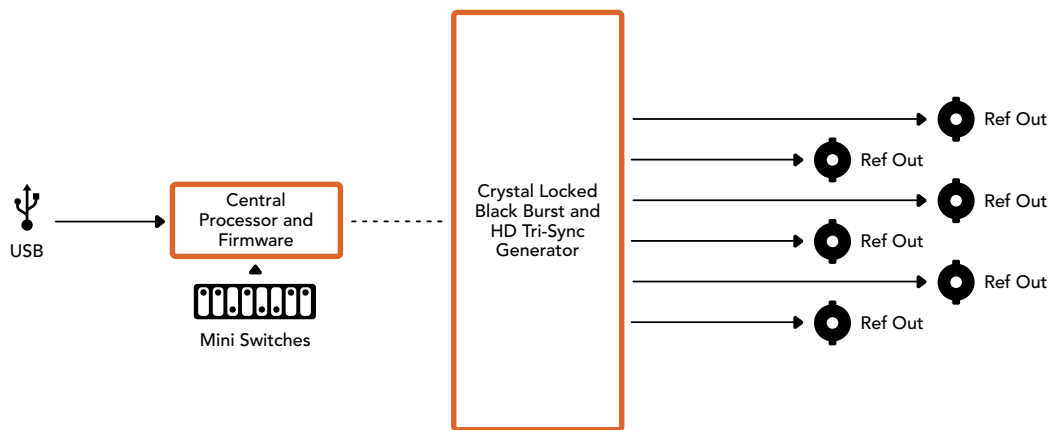 USB
Central
Processor and
Firmware
Mini Switches
Crystal Locked
Black Burst and
HD Tri-Sync
Generator
Ref Out
Ref Out
Ref Out
Ref Out
Ref Out
Ref Out